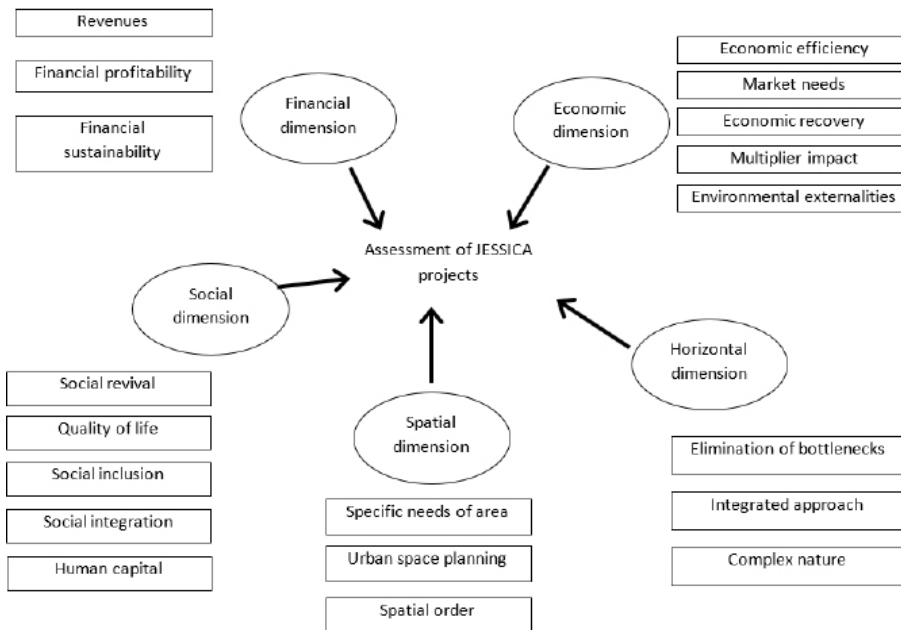 Revenues
Financial profitability
Financial
sustainability
Financial
dimension
Economic
dimension
Economic efficiency
Market needs
Economic recovery
Multiplier impact
Environmental externalities
Assessment of JESSICA
projects
Social
dimension
Horizontal
dimension
Spatial
dimension
Social revival
Quality of life
Social inclusion
Social integration
Human capital
Specific needs of area
Urban space planning
Spatial order
Elimination of bottlenecks
Integrated approach
Complex nature